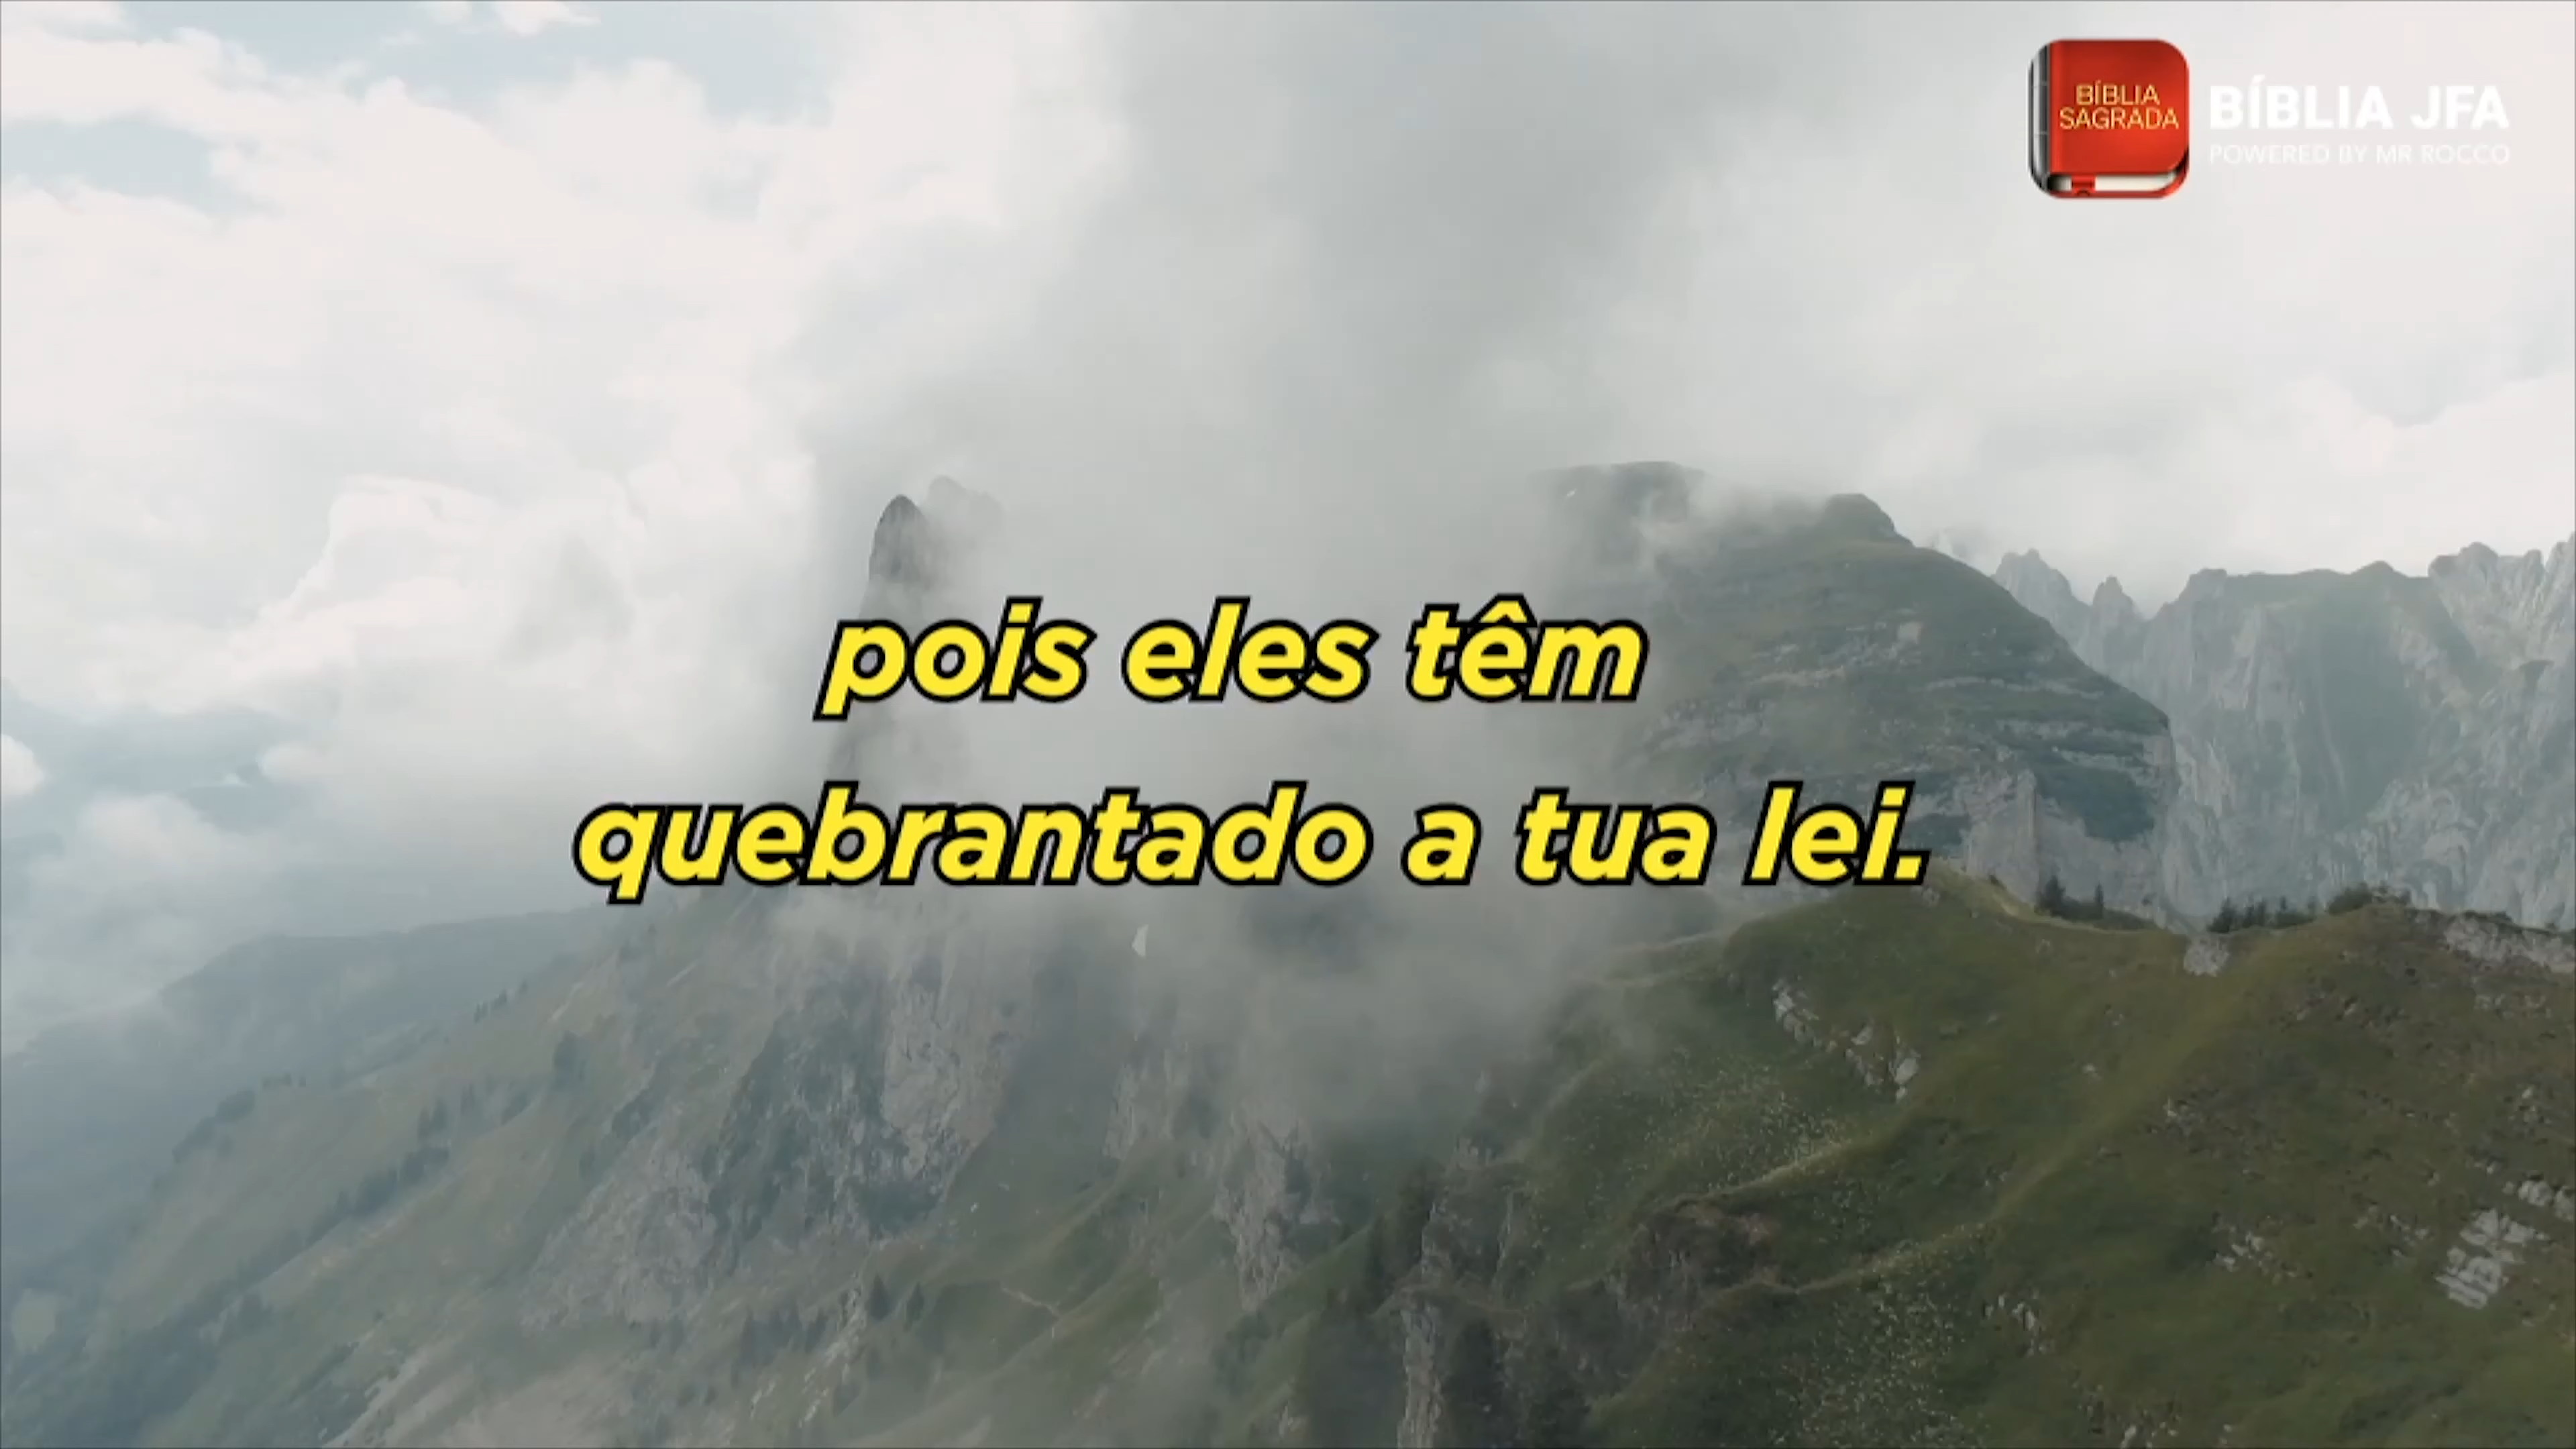 BÍBLIA
SAGRADA
BÍBLIA JFA
POWERED BY MR ROCCO
pois eles têm
quebrantado a tua lei.